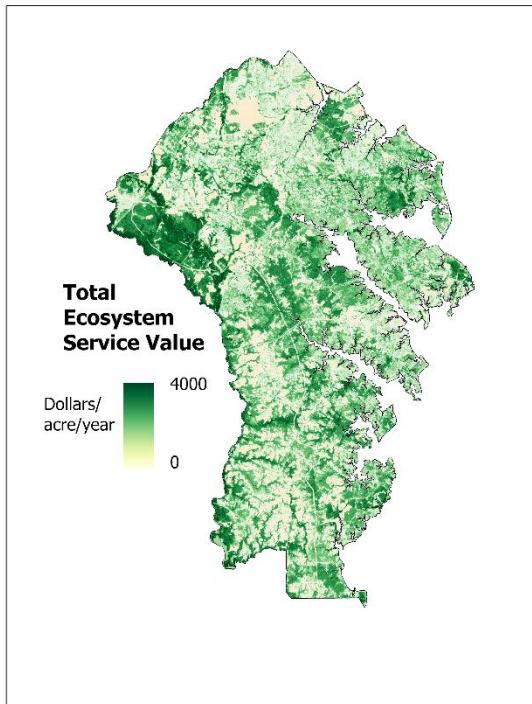 Total
Ecosystem
Service Value
4000
Dollars/
acre/year
0